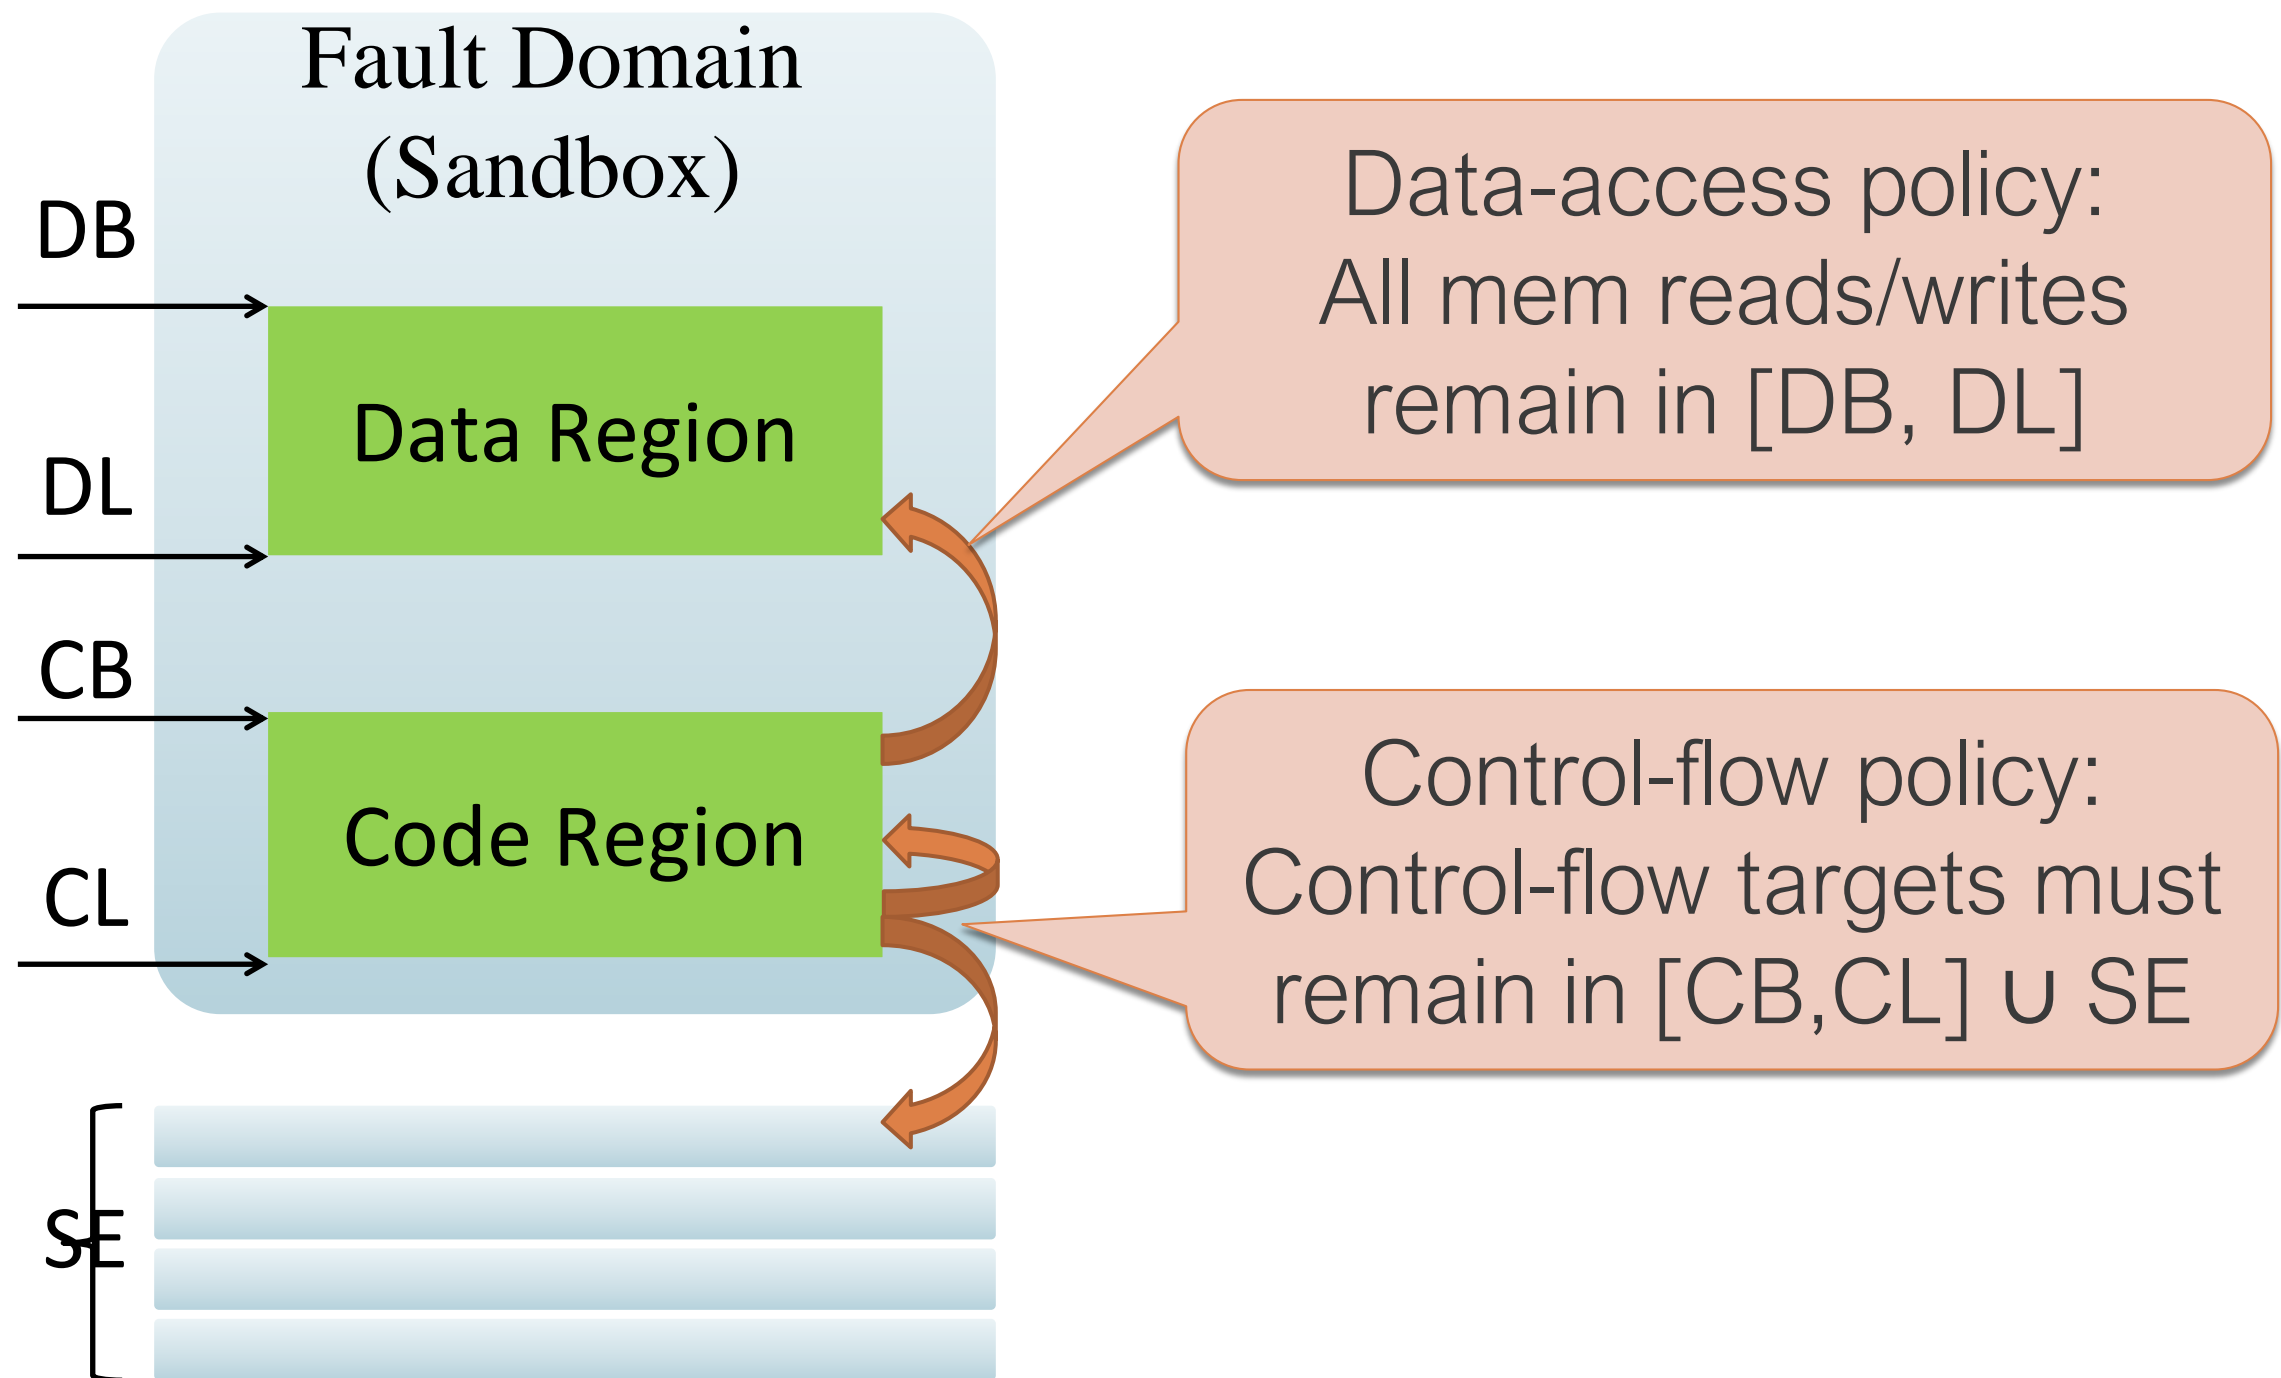 Fault Domain
(Sandbox)
DB
DL
CB
CL
SE
Data Region
Code Region
Data-access policy:
All mem reads/writes
remain in [DB, DL]
Control-flow policy:
Control-flow targets must
remain in [CB,CL] ∪ SE